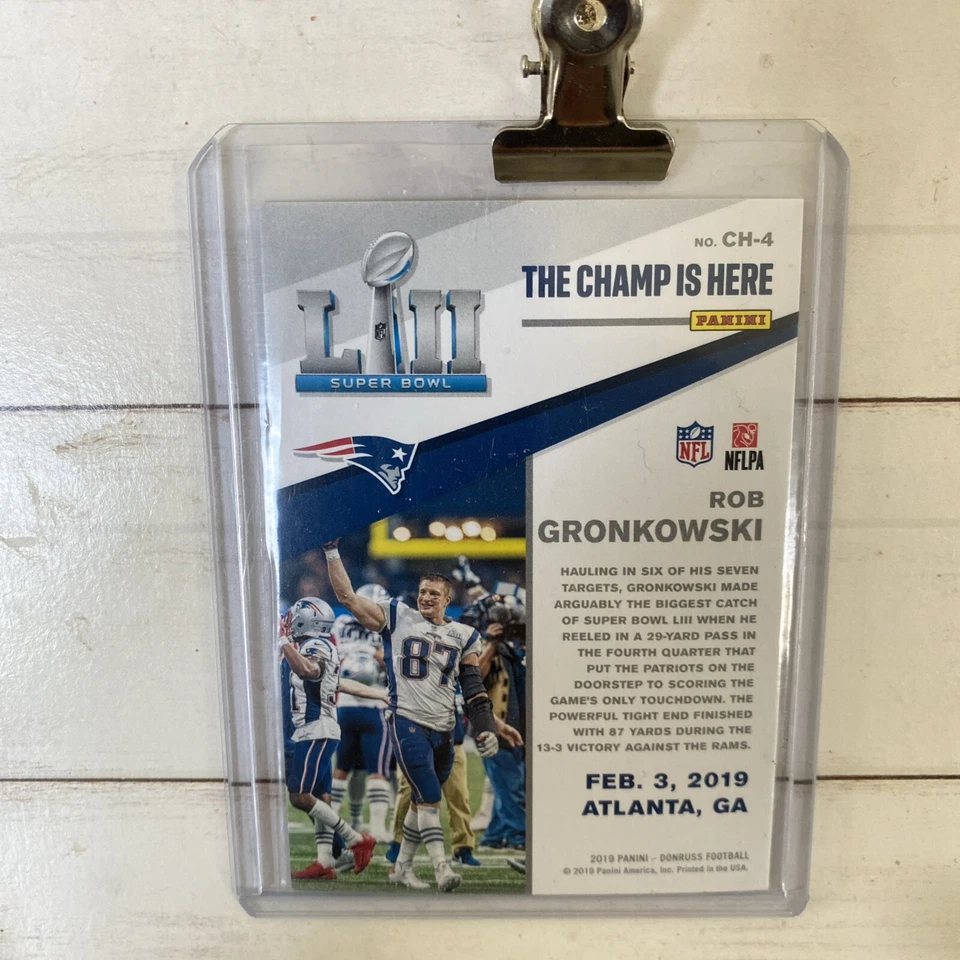 NO. CH-4
THE CHAMP IS HERE
PANINI
LII
SUPER BOWL
NFL
NFLPA
ROB
GRONKOWSKI
HAULING IN SIX OF HIS SEVEN
TARGETS, GRONKOWSKI MADE
ARGUABLY THE BIGGEST CATCH
OF SUPER BOWL LIII WHEN HE
REELED IN A 29-YARD PASS IN
THE FOURTH QUARTER THAT
PUT THE PATRIOTS ON THE
DOORSTEP TO SCORING THE
GAME'S ONLY TOUCHDOWN. THE
POWERFUL TIGHT END FINISHED
WITH 87 YARDS DURING THE
13-3 VICTORY AGAINST THE RAMS.
87
FEB. 3, 2019
ATLANTA, GA
2019 PANINI – DONRUSS FOOTBALL
© 2019 Panini America, Inc. Printed in the USA.